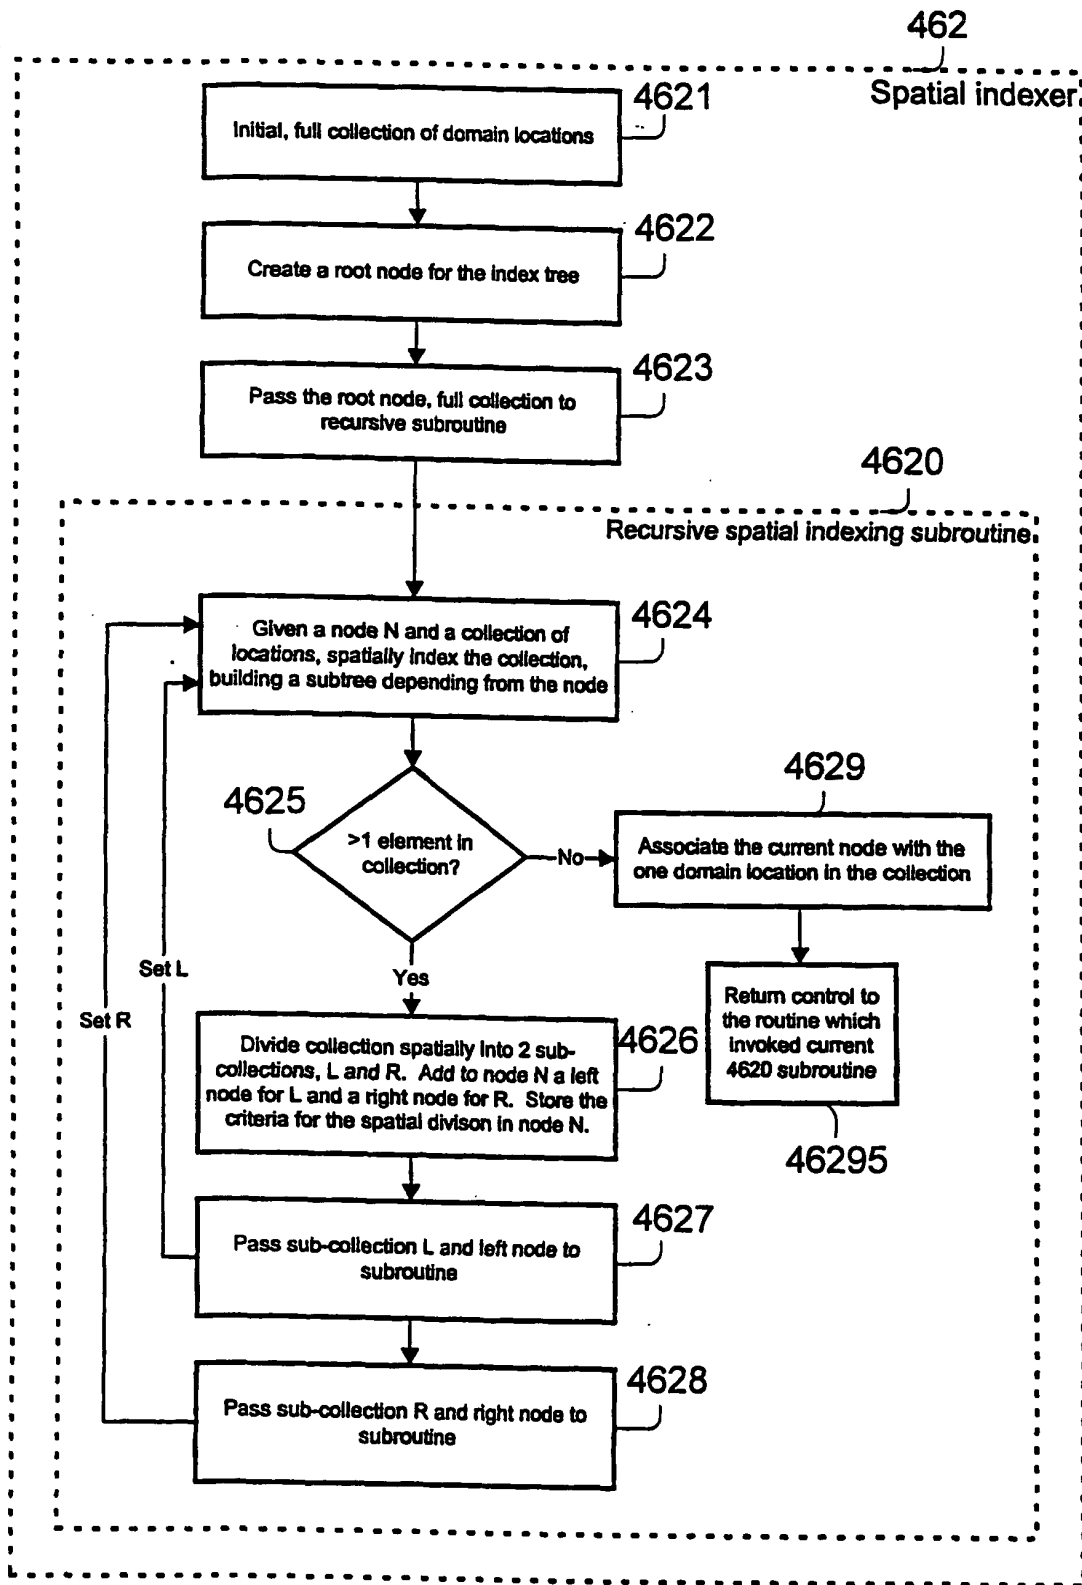 462
Spatial indexer
4621
Initial, full collection of domain locations
4622
Create a root node for the index tree
4623
Pass the root node, full collection to
recursive subroutine
4620
Recursive spatial indexing subroutine
4624
Given a node N and a collection of
locations, spatially index the collection,
building a subtree depending from the node
4625
>1 element in
collection?
No
4629
Associate the current node with the
one domain location in the collection
Yes
Set L
Set R
Return control to
the routine which
invoked current
4620 subroutine
46295
4626
Divide collection spatially into 2 sub-
collections, L and R. Add to node N a left
node for L and a right node for R. Store the
criteria for the spatial divison in node N.
4627
Pass sub-collection L and left node to
subroutine
4628
Pass sub-collection R and right node to
subroutine